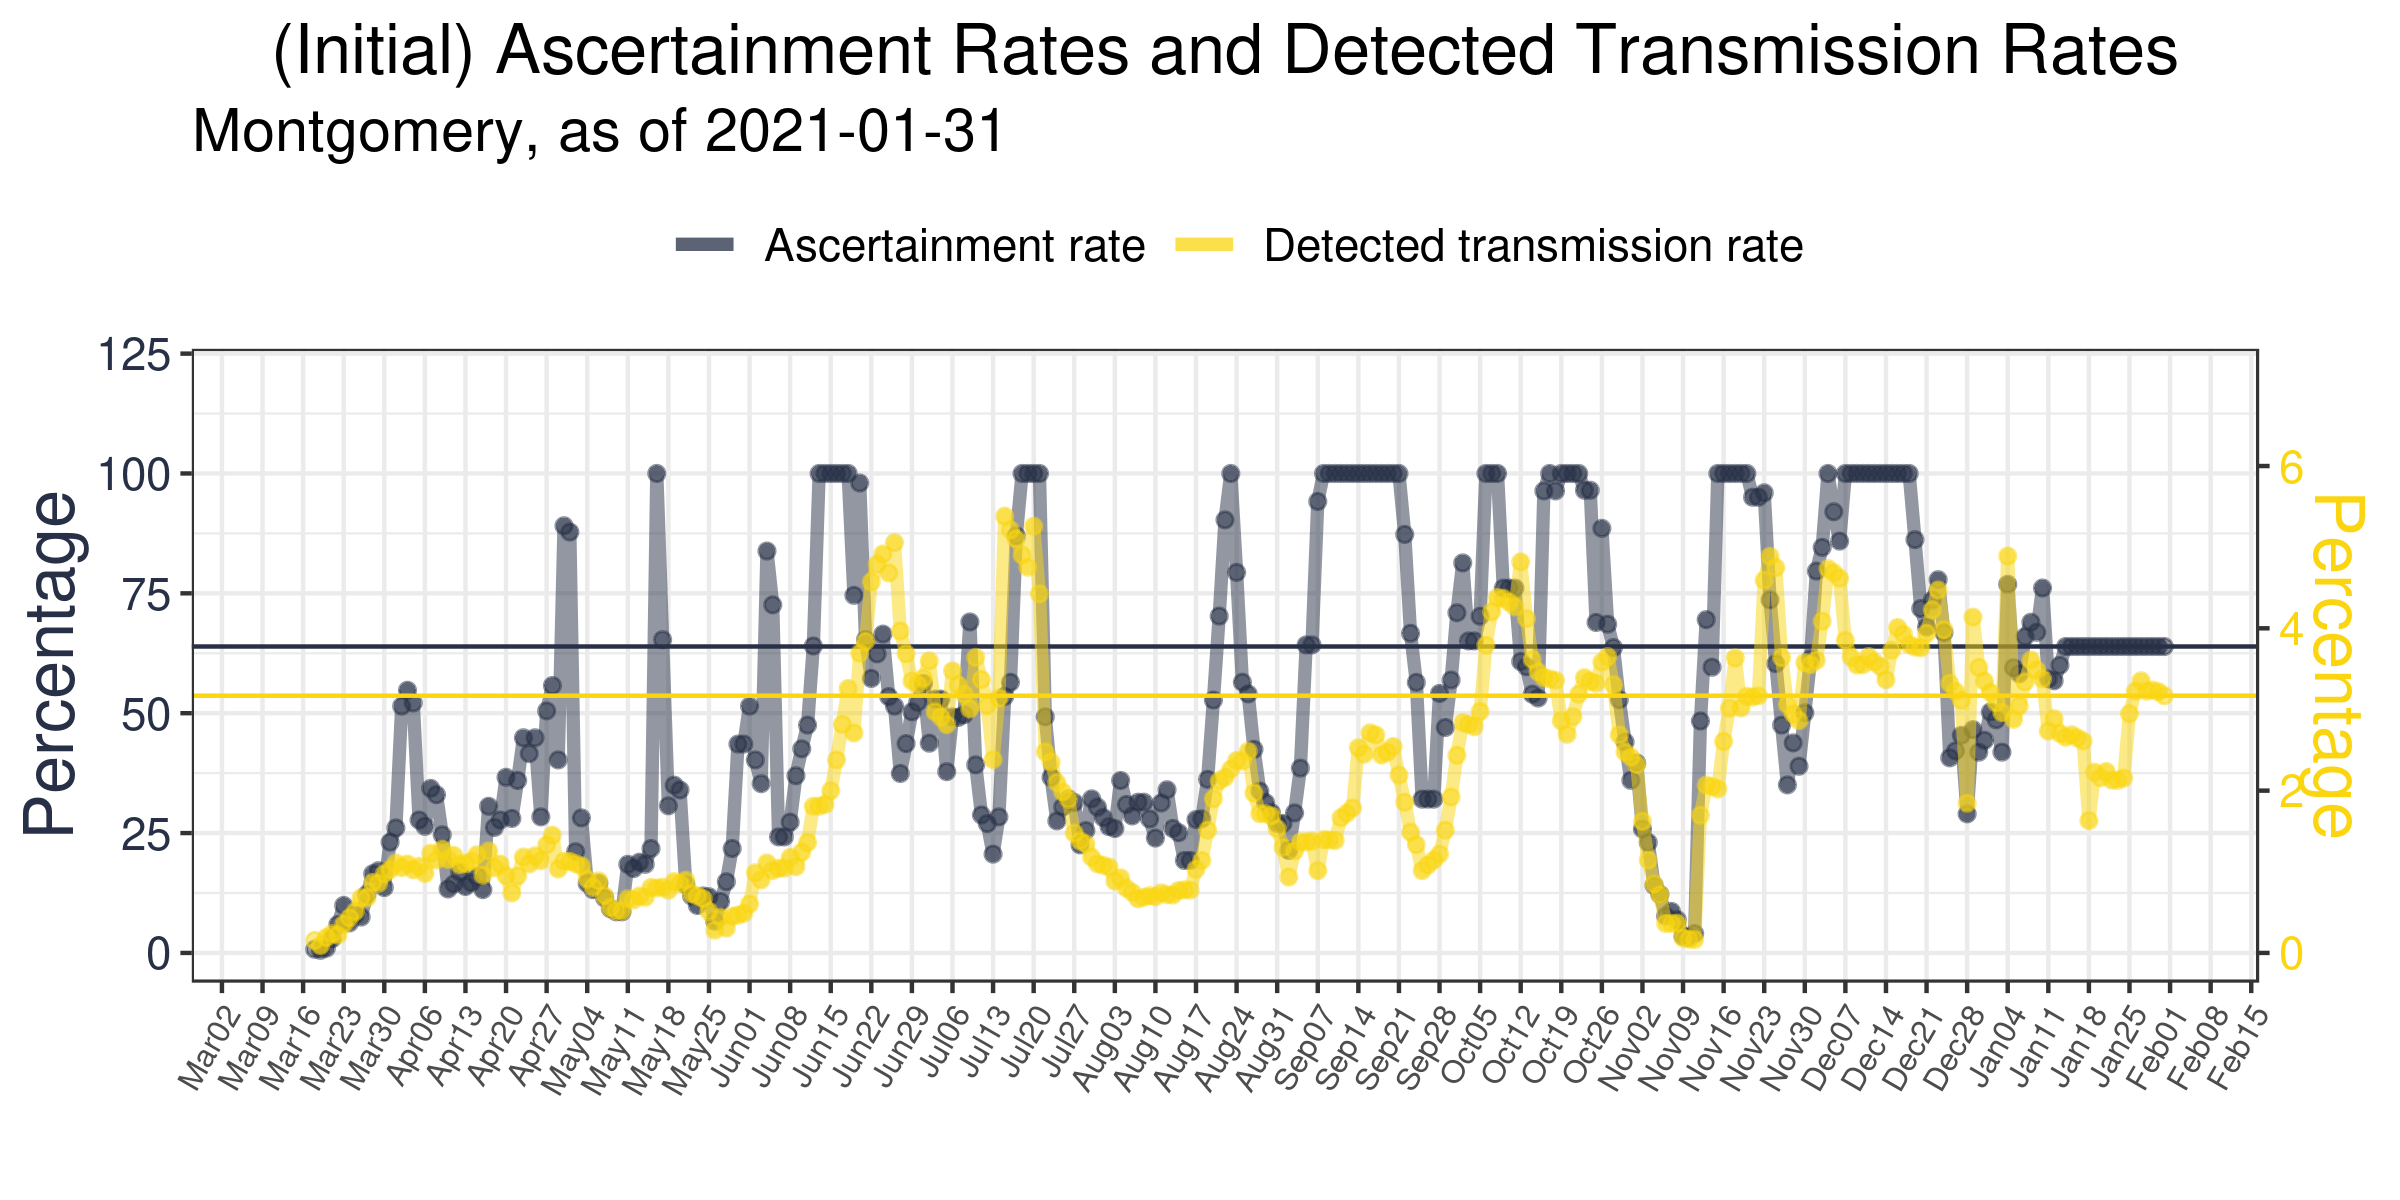 (Initial) Ascertainment Rates and Detected Transmission Rates
Montgomery, as of 2021-01-31
Ascertainment rate
Detected transmission rate
Percentage
125
100
75
50
25
0
6
4
2
0
Percentage
Mar02
Mar09
Mar16
Mar23
Mar30
Apr06
Apr13
Apr20
Apr27
May04
May11
May18
May25
Jun01
Jun08
Jun15
Jun22
Jun29
Jul06
Jul13
Jul20
Jul27
Aug03
Aug10
Aug17
Aug24
Aug31
Sep07
Sep14
Sep21
Sep28
Oct05
Oct12
Oct19
Oct26
Nov02
Nov09
Nov16
Nov23
Nov30
Nov307
Dec07
Dec14
Dec21
Dec28
Dec04
Jan11
Jan18
Jan25
Feb01
Feb08
Feb15